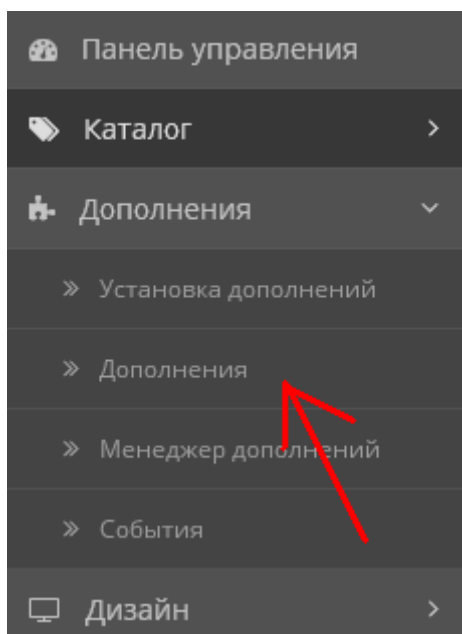 Панель управления
Каталог
Дополнения
Установка дополнений
Дополнения
Менеджер дополнений
События
Дизайн